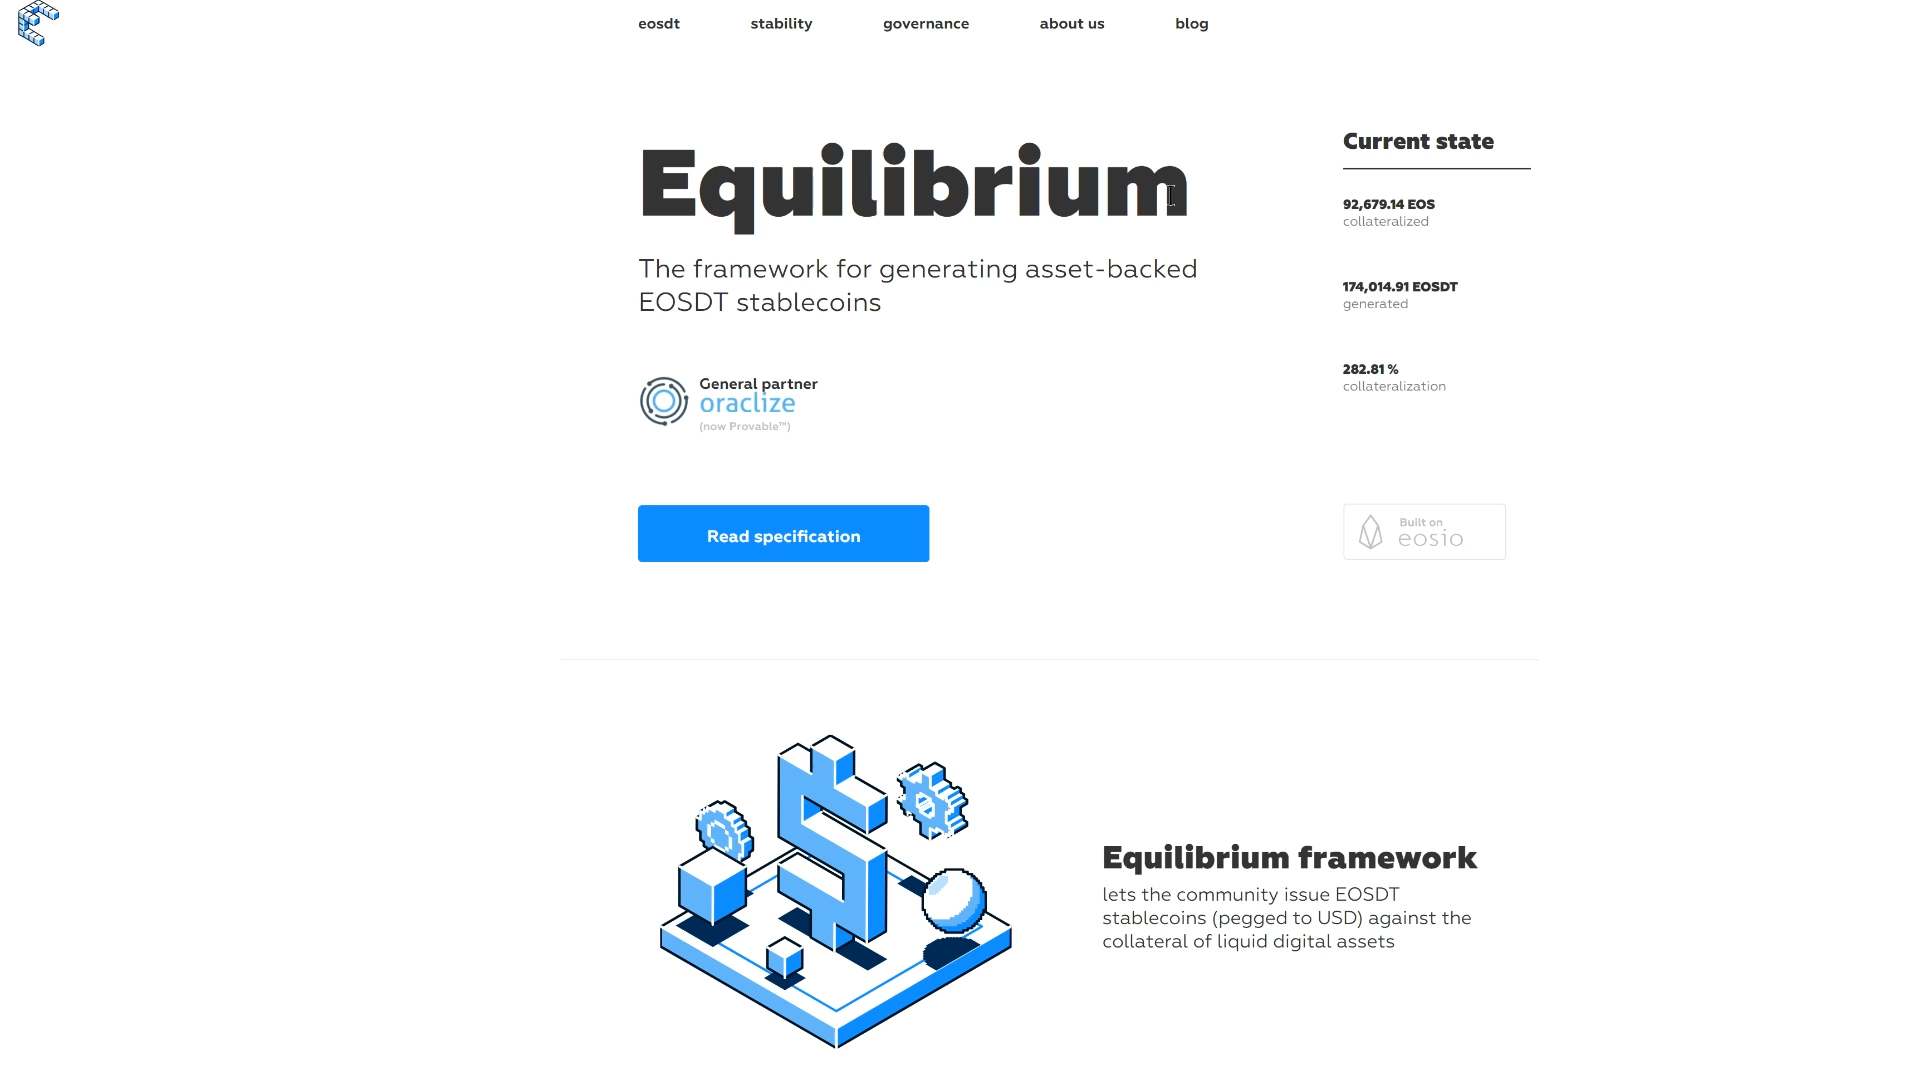 eosdt stability governance about us blog
Equilibrium
The framework for generating asset-backed
EOSDT stablecoins
General partner
oraclize
(now Provable™)
Read specification
Current state
92,679.14 EOS
collateralized
174,014.91 EOSDT
generated
282.81 %
collateralization
Built on
eosio
Equilibrium framework
lets the community issue EOSDT
stablecoins (pegged to USD) against the
collateral of liquid digital assets